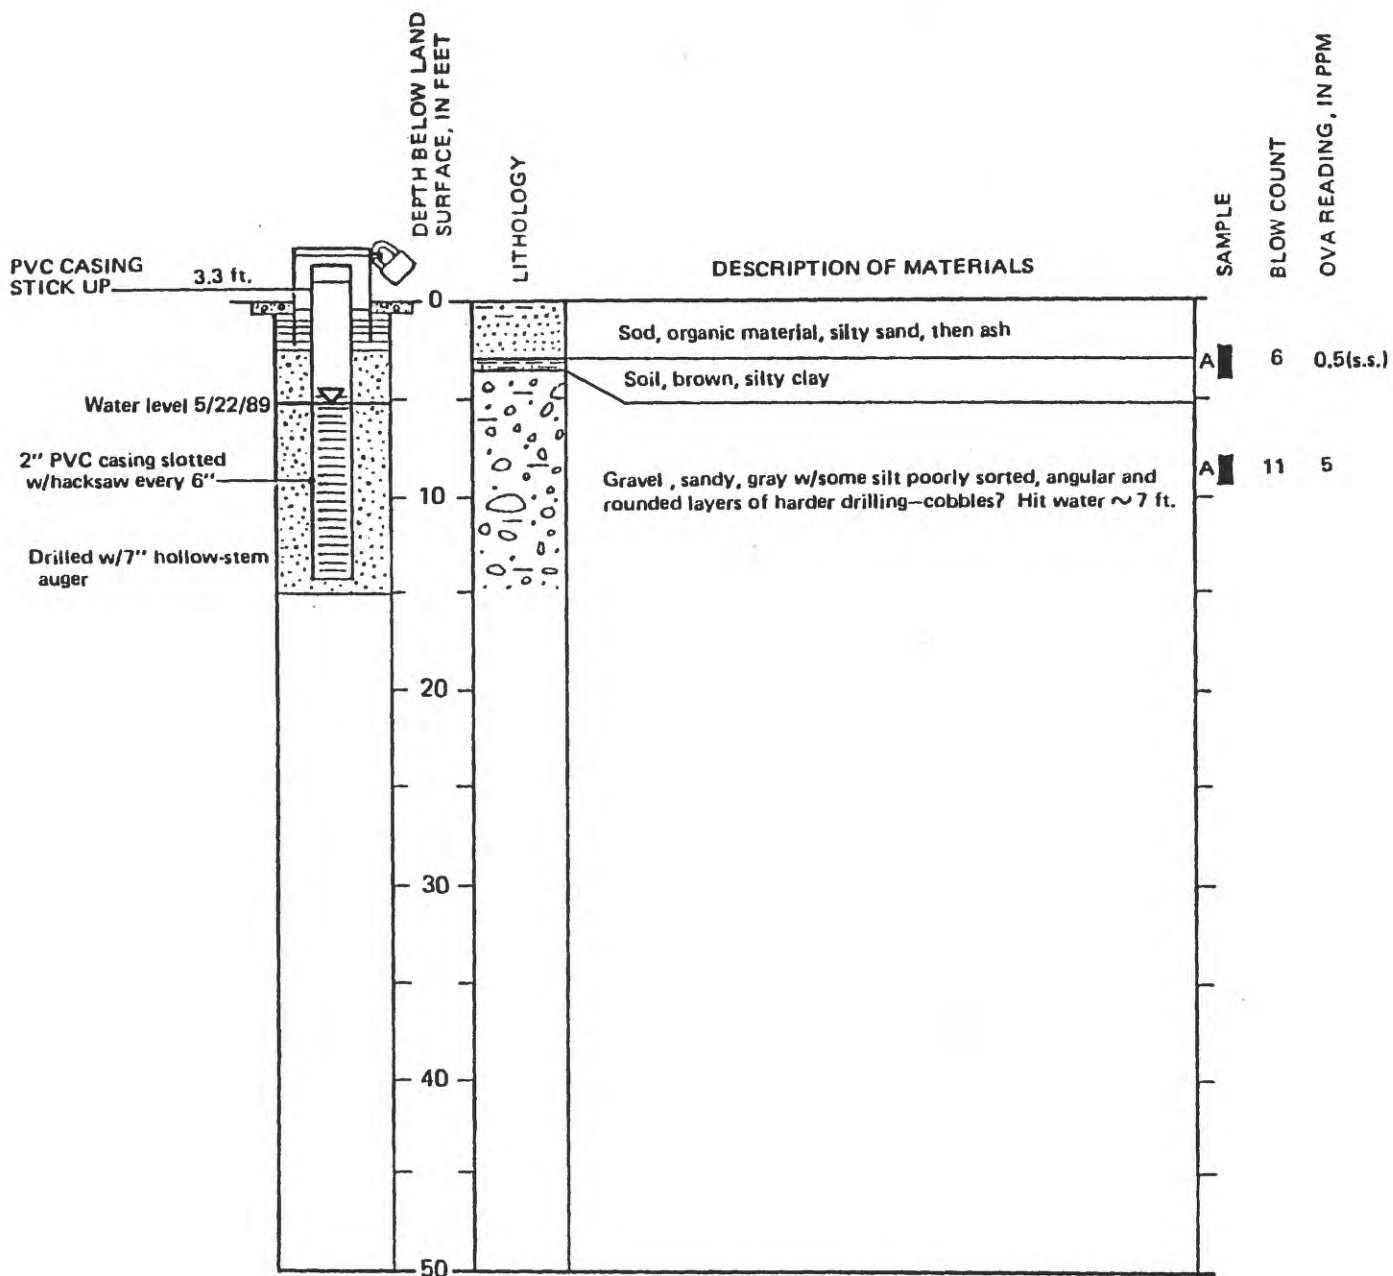 DEPTH BELOW LAND
SURFACE, IN FEET
LITHOLOGY
DESCRIPTION OF MATERIALS
SAMPLE
BLOW COUNT
OVA READING, IN PPM
PVC CASING
STICK UP
3.3 ft.
0
Sod, organic material, silty sand, then ash
A 6 0.5(s.s.)
Soil, brown, silty clay
Water level 5/22/89
2" PVC casing slotted
w/hacksaw every 6"
A 11 5
Gravel , sandy, gray w/some silt poorly sorted, angular and
rounded layers of harder drilling—cobbles? Hit water ~ 7 ft.
10
Drilled w/7" hollow-stem
auger
20
30
40
50